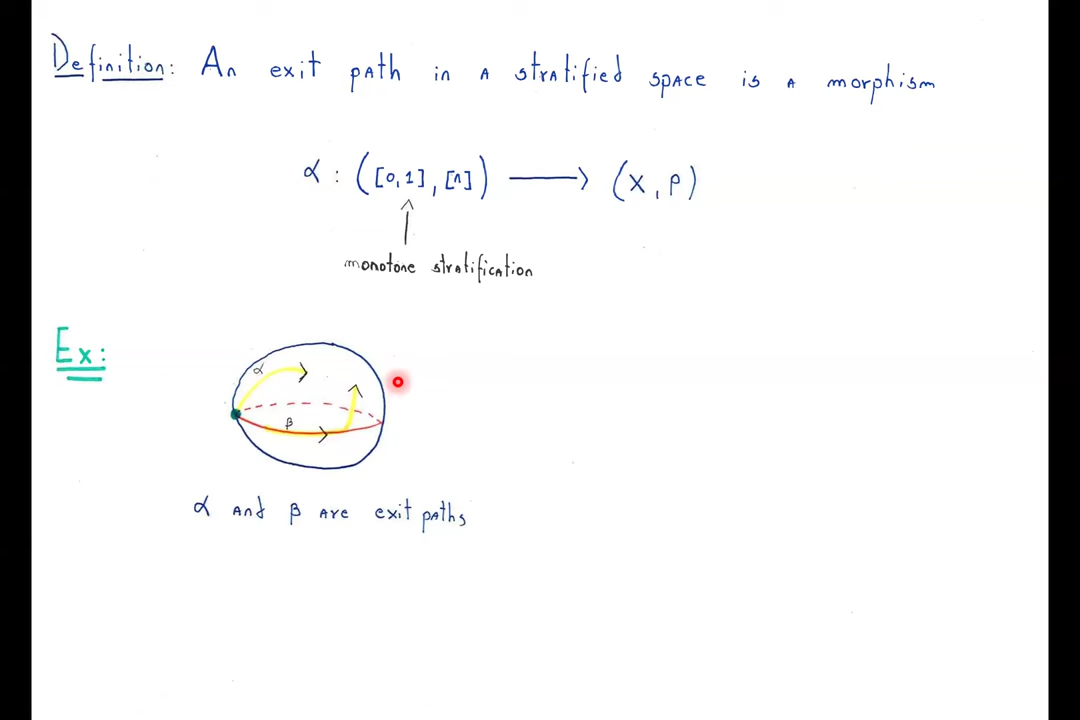 Definition: An exit path in a stratified space is a morphism
α : ([0,1], [n]) ⟶ (X, P)
monotone stratification
Ex:
α
β
α and β are exit paths